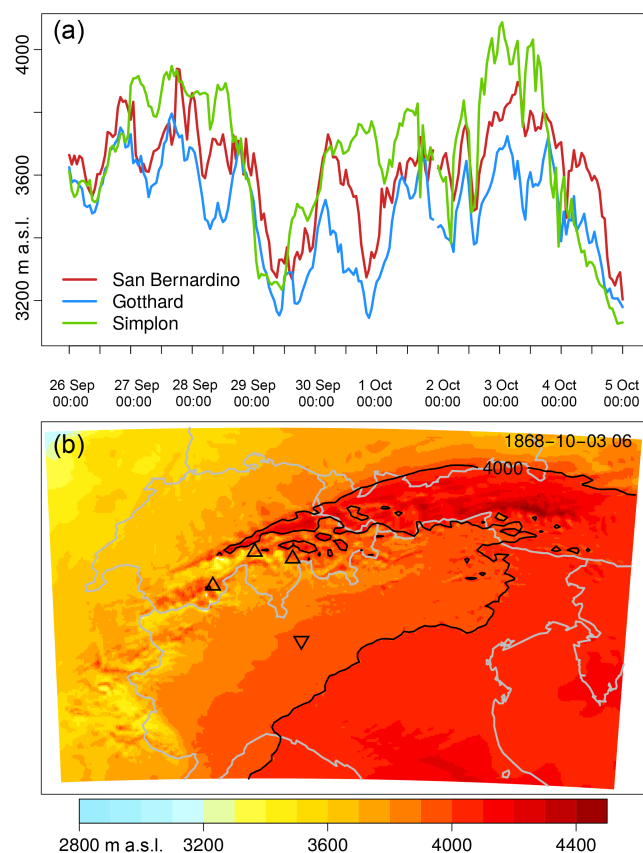 (a)
4000
3600
3200 m a.s.l.
San Bernardino
Gotthard
Simplon
26 Sep 27 Sep 28 Sep 29 Sep 30 Sep 1 Oct 2 Oct 3 Oct 4 Oct 5 Oct
00:00 00:00 00:00 00:00 00:00 00:00 00:00 00:00 00:00 00:00
(b)
1868-10-03 06
4000
2800 m a.s.l. 3200 3600 4000 4400